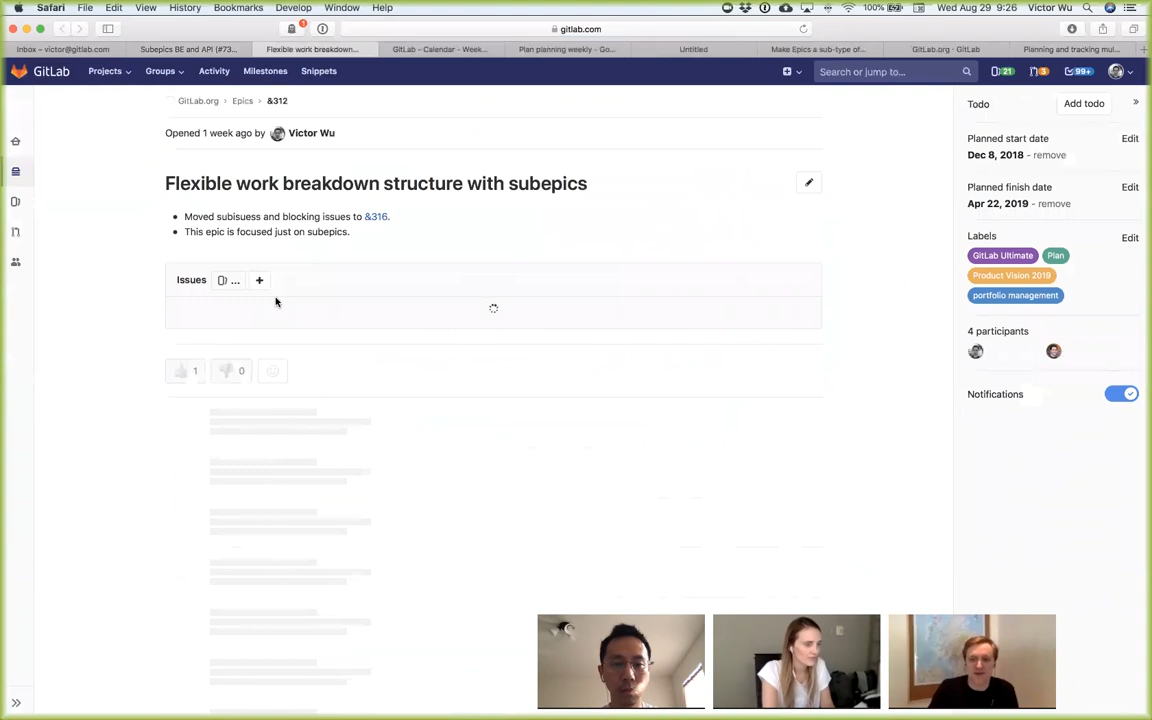 Safari File Edit View History Bookmarks Develop Window Help 100% Wed Aug 29 9:26 Victor Wu
1
gitlab.com
Inbox – victor@gitlab.com Subepics BE and API (#73... Flexible work breakdown... GitLab – Calendar - Week... Plan planning weekly - Go... Untitled Make Epics a sub-type of... GitLab.org · GitLab Planning and tracking mul...
GitLab Projects Groups Activity Milestones Snippets Search or jump to... 21 3 99+
GitLab.org > Epics > &312
Opened 1 week ago by Victor Wu
Flexible work breakdown structure with subepics
• Moved subisuess and blocking issues to &316.
• This epic is focused just on subepics.
Issues ... +
1 0
Todo Add todo »
Planned start date Edit
Dec 8, 2018 - remove
Planned finish date Edit
Apr 22, 2019 - remove
Labels Edit
GitLab Ultimate Plan
Product Vision 2019
portfolio management
4 participants
Notifications